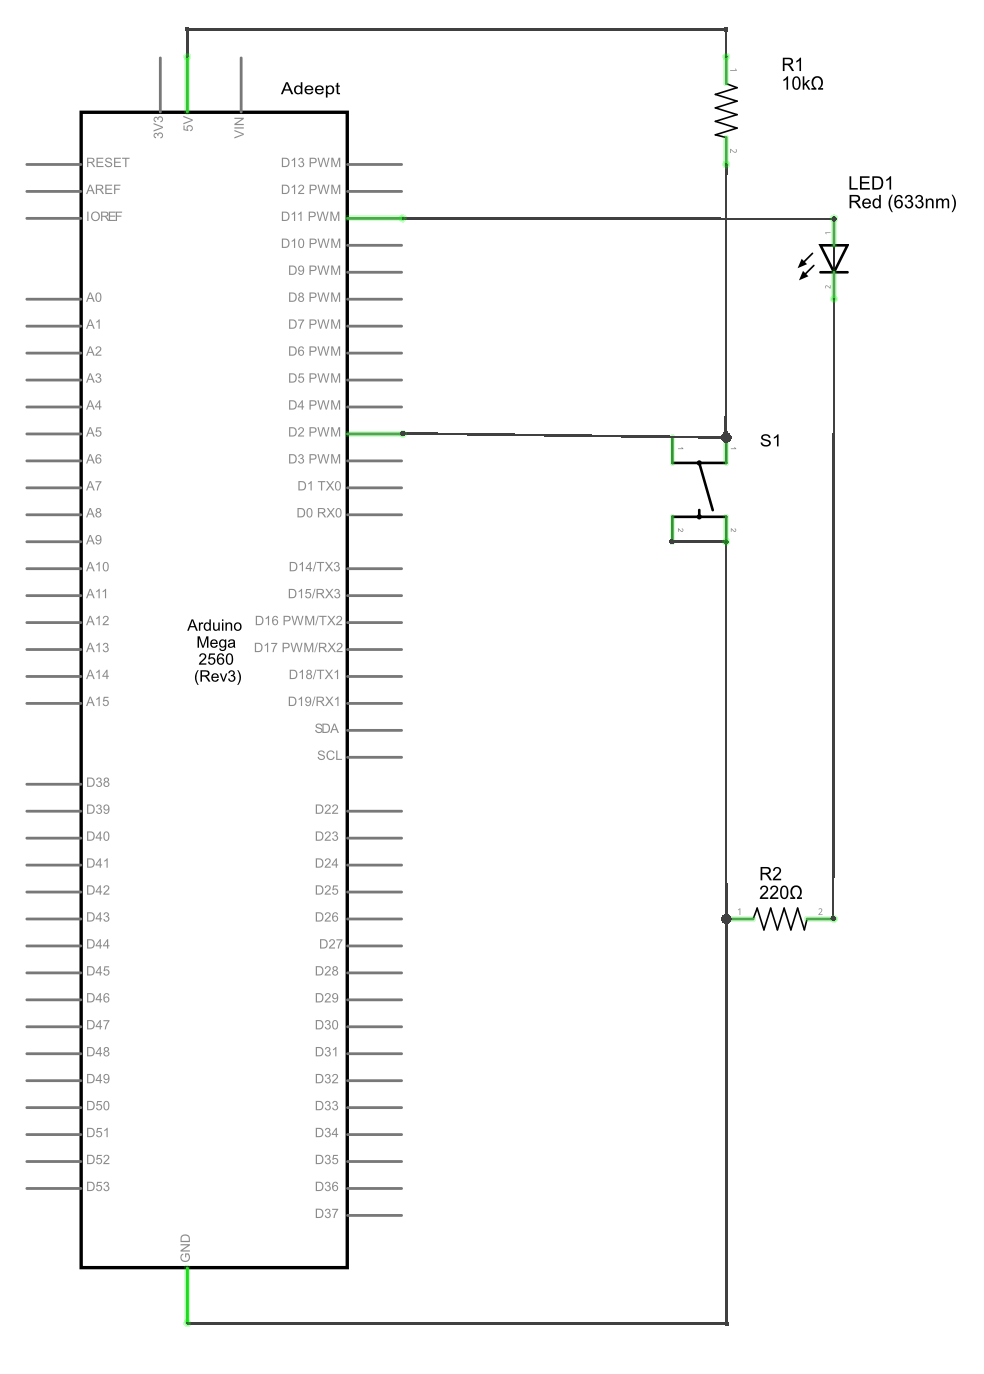 Adeept
3V3
5V
VIN
R1
10kΩ
1
2
RESET
AREF
IOREF
D13 PWM
D12 PWM
D11 PWM
D10 PWM
D9 PWM
LED1
Red (633nm)
1
2
A0
A1
A2
A3
A4
A5
A6
A7
A8
A9
A10
A11
A12
A13
A14
A15
D8 PWM
D7 PWM
D6 PWM
D5 PWM
D4 PWM
D2 PWM
D3 PWM
D1 TX0
D0 RX0
S1
1
1
2
2
D14/TX3
D15/RX3
D16 PWM/TX2
D17 PWM/RX2
D18/TX1
D19/RX1
SDA
SCL
Arduino
Mega
2560
(Rev3)
D38
D39
D40
D41
D42
D43
D44
D45
D46
D47
D48
D49
D50
D51
D52
D53
D22
D23
D24
D25
D26
D27
D28
D29
D30
D31
D32
D33
D34
D35
D36
D37
R2
220Ω
1
2
GND